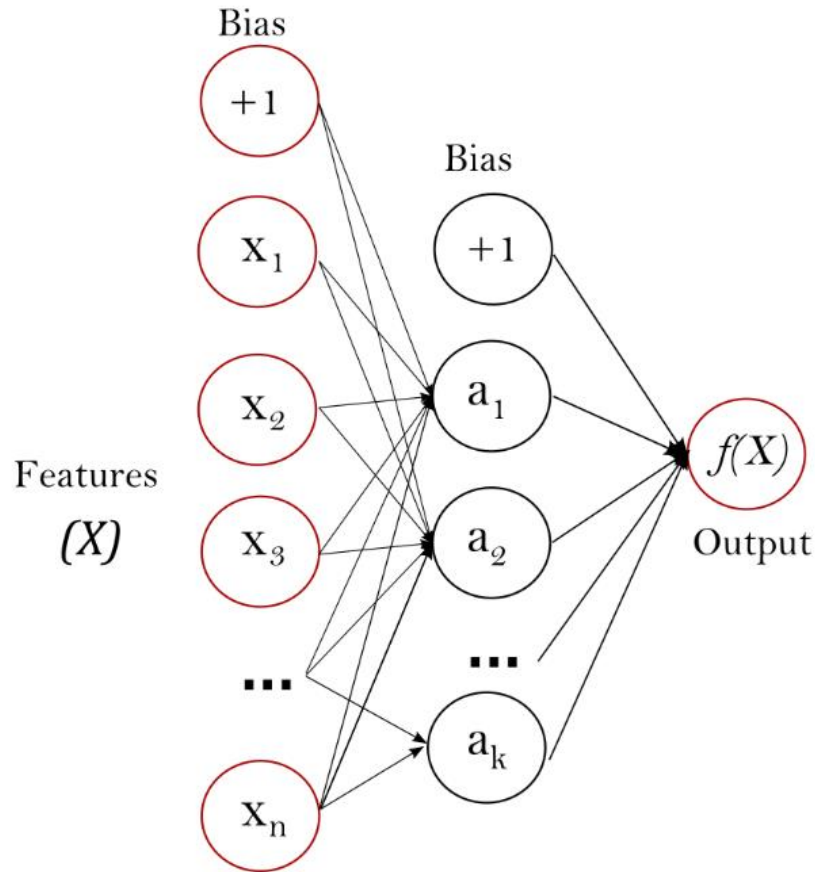 Bias
+1
Bias
x₁
+1
x₂
a₁
Features
(X)
x₃
a₂
f(X)
Output
...
...
xₙ
aₖ